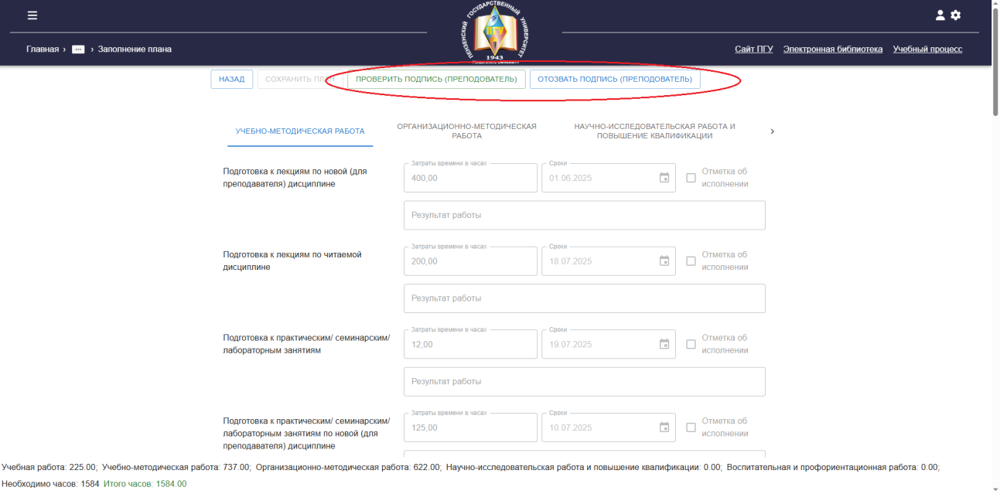 ПЕНЗЕНСКИЙ ГОСУДАРСТВЕННЫЙ УНИВЕРСИТЕТ
ПГУ
1943
Главная › ... › Заполнение плана
Сайт ПГУ Электронная библиотека Учебный процесс
НАЗАД СОХРАНИТЬ ПЛАН ПРОВЕРИТЬ ПОДПИСЬ (ПРЕПОДОВАТЕЛЬ) ОТОЗВАТЬ ПОДПИСЬ (ПРЕПОДОВАТЕЛЬ)
УЧЕБНО-МЕТОДИЧЕСКАЯ РАБОТА
ОРГАНИЗАЦИОННО-МЕТОДИЧЕСКАЯ
РАБОТА
НАУЧНО-ИССЛЕДОВАТЕЛЬСКАЯ РАБОТА И
ПОВЫШЕНИЕ КВАЛИФИКАЦИИ
Подготовка к лекциям по новой (для
преподавателя) дисциплине
Затраты времени в часах
400,00
Сроки
01.06.2025
Отметка об
исполнении
Результат работы
Подготовка к лекциям по читаемой
дисциплине
Затраты времени в часах
200,00
Сроки
18.07.2025
Отметка об
исполнении
Результат работы
Подготовка к практическим/ семинарским/
лабораторным занятиям
Затраты времени в часах
12,00
Сроки
19.07.2025
Отметка об
исполнении
Результат работы
Подготовка к практическим/ семинарским/
лабораторным занятиям по новой (для
преподавателя) дисциплине
Затраты времени в часах
125,00
Сроки
10.07.2025
Отметка об
исполнении
Учебная работа: 225.00; Учебно-методическая работа: 737.00; Организационно-методическая работа: 622.00; Научно-исследовательская работа и повышение квалификации: 0.00; Воспитательная и профориентационная работа: 0.00;
Необходимо часов: 1584 Итого часов: 1584.00